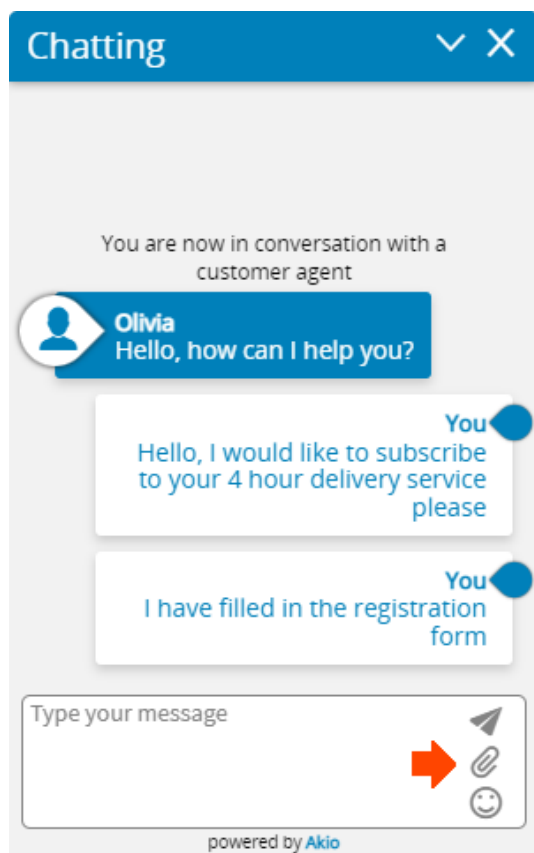 Chatting
You are now in conversation with a
customer agent
Olivia
Hello, how can I help you?
You
Hello, I would like to subscribe
to your 4 hour delivery service
please
You
I have filled in the registration
form
Type your message
powered by Akio